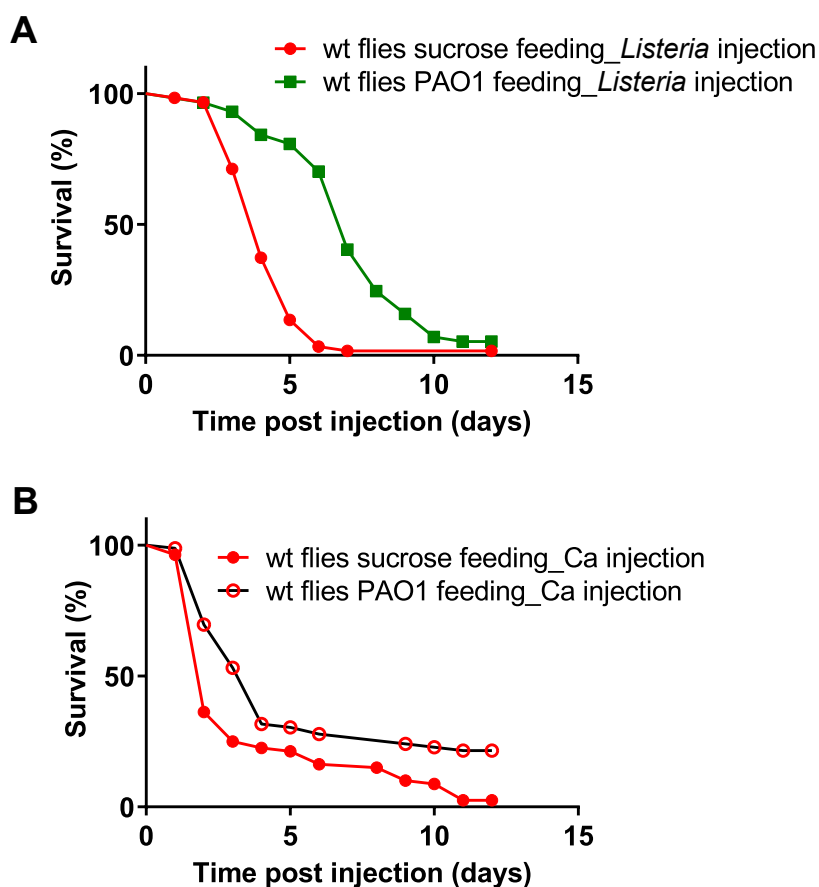 A
wt flies sucrose feeding_Listeria injection
wt flies PAO1 feeding_Listeria injection
100
50
0
Survival (%)
0 5 10 15
Time post injection (days)
B
wt flies sucrose feeding_Ca injection
wt flies PAO1 feeding_Ca injection
100
50
0
Survival (%)
0 5 10 15
Time post injection (days)